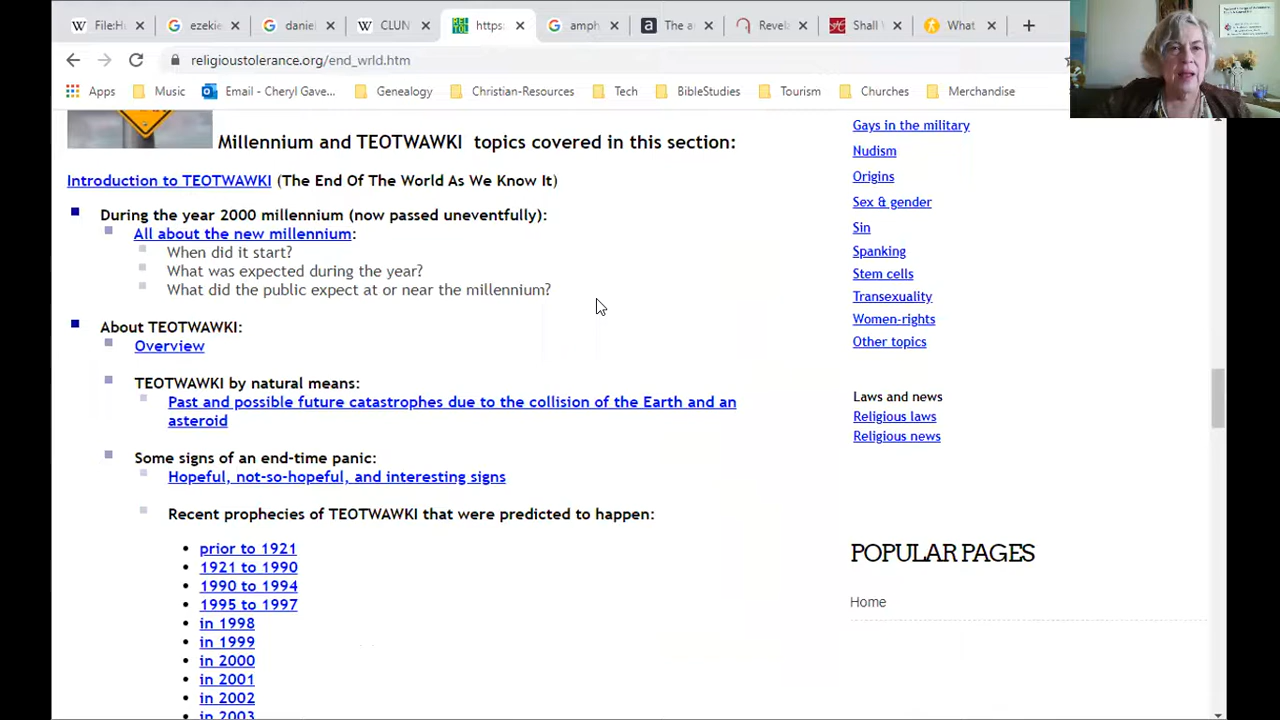 File:H
ezekie
daniel
CLUN
https:
amph
The a
Revel
Shall
What
religioustolerance.org/end_wrld.htm
Apps
Music
Email - Cheryl Gave...
Genealogy
Christian-Resources
Tech
BibleStudies
Tourism
Churches
Merchandise
Millennium and TEOTWAWKI topics covered in this section:
Introduction to TEOTWAWKI (The End Of The World As We Know It)
During the year 2000 millennium (now passed uneventfully):
All about the new millennium:
When did it start?
What was expected during the year?
What did the public expect at or near the millennium?
About TEOTWAWKI:
Overview
TEOTWAWKI by natural means:
Past and possible future catastrophes due to the collision of the Earth and an
asteroid
Some signs of an end-time panic:
Hopeful, not-so-hopeful, and interesting signs
Recent prophecies of TEOTWAWKI that were predicted to happen:
prior to 1921
1921 to 1990
1990 to 1994
1995 to 1997
in 1998
in 1999
in 2000
in 2001
in 2002
in 2003
Gays in the military
Nudism
Origins
Sex & gender
Sin
Spanking
Stem cells
Transexuality
Women-rights
Other topics
Laws and news
Religious laws
Religious news
POPULAR PAGES
Home